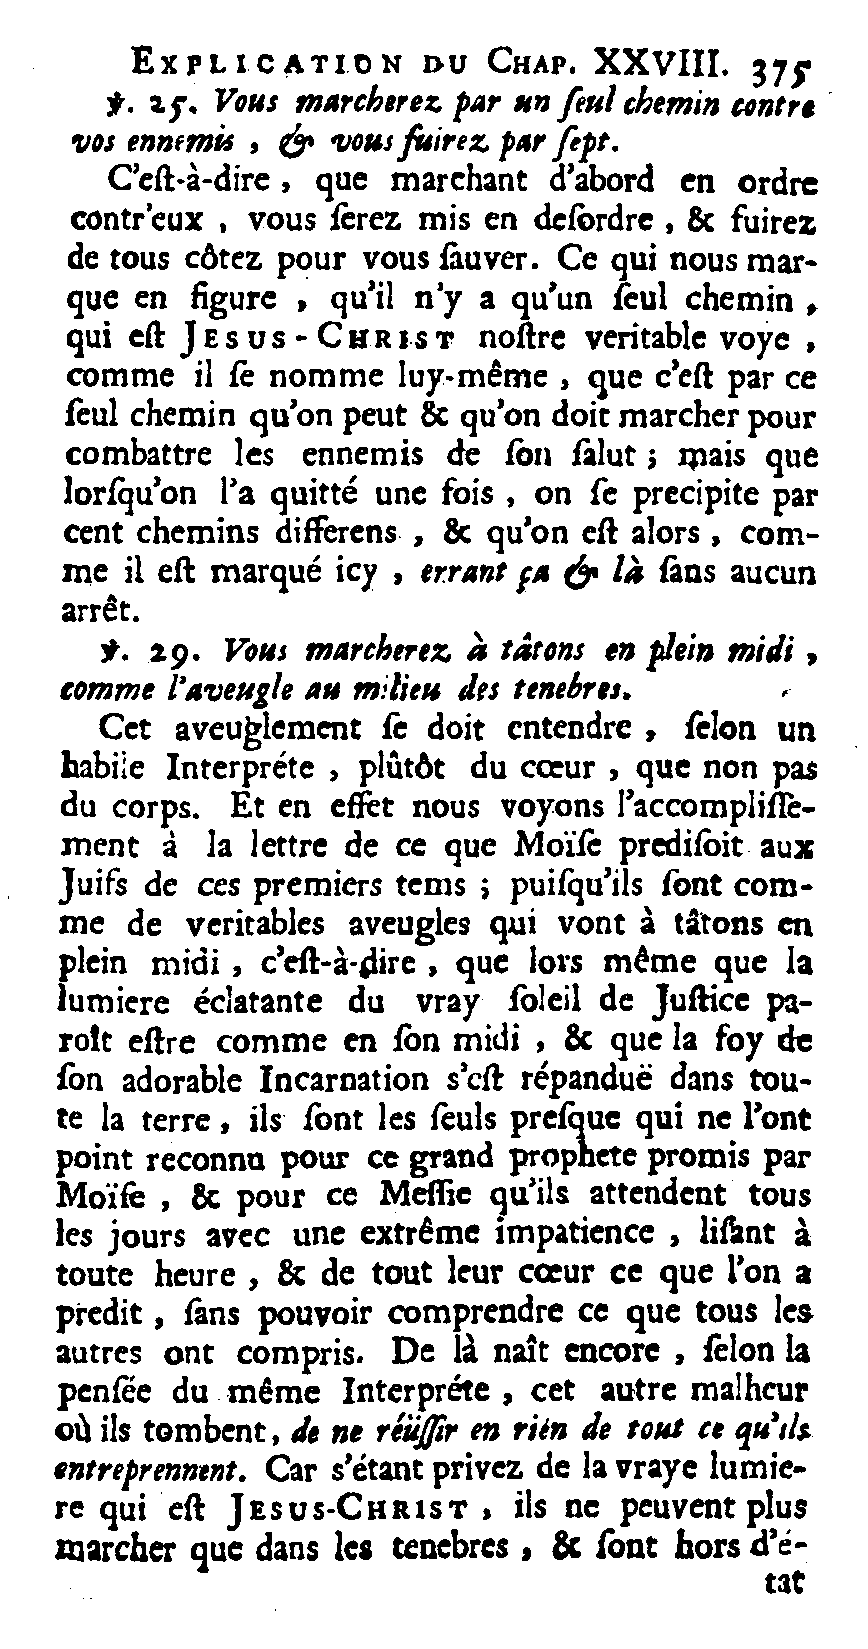 EXPLICATION DU CHAP. XXVIII. 375
℣. 25. Vous marcherez par un ſeul chemin contre
vos ennemis , & vous fuirez par ſept.
C'eſt-à-dire , que marchant d'abord en ordre
contr'eux , vous ſerez mis en deſordre , & fuirez
de tous côtez pour vous ſauver. Ce qui nous mar-
que en figure , qu'il n'y a qu'un ſeul chemin ,
qui eſt JESUS-CHRIST noſtre veritable voye ,
comme il ſe nomme luy-même , que c'eſt par ce
ſeul chemin qu'on peut & qu'on doit marcher pour
combattre les ennemis de ſon ſalut ; mais que
lorſqu'on l'a quitté une fois , on ſe precipite par
cent chemins differens , & qu'on eſt alors , com-
me il eſt marqué icy , errant ça & là ſans aucun
arrêt.
℣. 29. Vous marcherez à tâtons en plein midi ,
comme l'aveugle au milieu des tenebres.
Cet aveuglement ſe doit entendre , ſelon un
habile Interpréte , plûtôt du cœur , que non pas
du corps. Et en effet nous voyons l'accompliſſe-
ment à la lettre de ce que Moïſe prediſoit aux
Juifs de ces premiers tems ; puiſqu'ils ſont com-
me de veritables aveugles qui vont à tâtons en
plein midi , c'eſt-à-dire , que lors même que la
lumiere éclatante du vray ſoleil de Juſtice pa-
roît eſtre comme en ſon midi , & que la foy de
ſon adorable Incarnation s'eſt répanduë dans tou-
te la terre , ils ſont les ſeuls preſque qui ne l'ont
point reconnu pour ce grand prophete promis par
Moïſe , & pour ce Meſſie qu'ils attendent tous
les jours avec une extrême impatience , liſant à
toute heure , & de tout leur cœur ce que l'on a
predit , ſans pouvoir comprendre ce que tous les
autres ont compris. De là naît encore , ſelon la
penſée du même Interpréte , cet autre malheur
où ils tombent, de ne réüſſir en rien de tout ce qu'ils
entreprennent. Car s'étant privez de la vraye lumie-
re qui eſt JESUS-CHRIST , ils ne peuvent plus
marcher que dans les tenebres , & ſont hors d'é-
tat